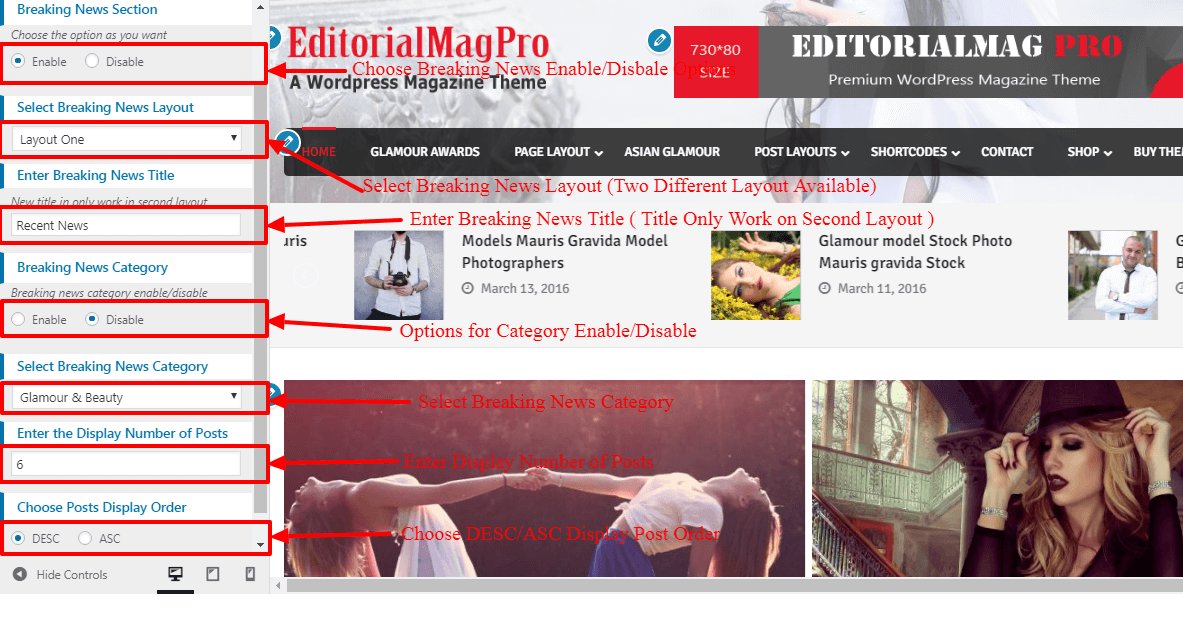 Breaking News Section
Choose the option as you want
Enable Disable
Select Breaking News Layout
Layout One
Enter Breaking News Title
New title in only work in second layout
Recent News
Breaking News Category
Breaking news category enable/disable
Enable Disable
Select Breaking News Category
Glamour & Beauty
Enter the Display Number of Posts
6
Choose Posts Display Order
DESC ASC
Hide Controls
EditorialMagPro
A Wordpress Magazine Theme
730*80
SIZE
EDITORIALMAG PRO
Premium WordPress Magazine Theme
Choose Breaking News Enable/Disbale Options
HOME GLAMOUR AWARDS PAGE LAYOUT ASIAN GLAMOUR POST LAYOUTS SHORTCODES CONTACT SHOP BUY THE
Select Breaking News Layout (Two Different Layout Available)
Enter Breaking News Title ( Title Only Work on Second Layout )
uris
Models Mauris Gravida Model
Photographers
March 13, 2016
Glamour model Stock Photo
Mauris gravida Stock
March 11, 2016
Options for Category Enable/Disable
Select Breaking News Category
Enter Display Number of Posts
Choose DESC/ASC Display Post Order